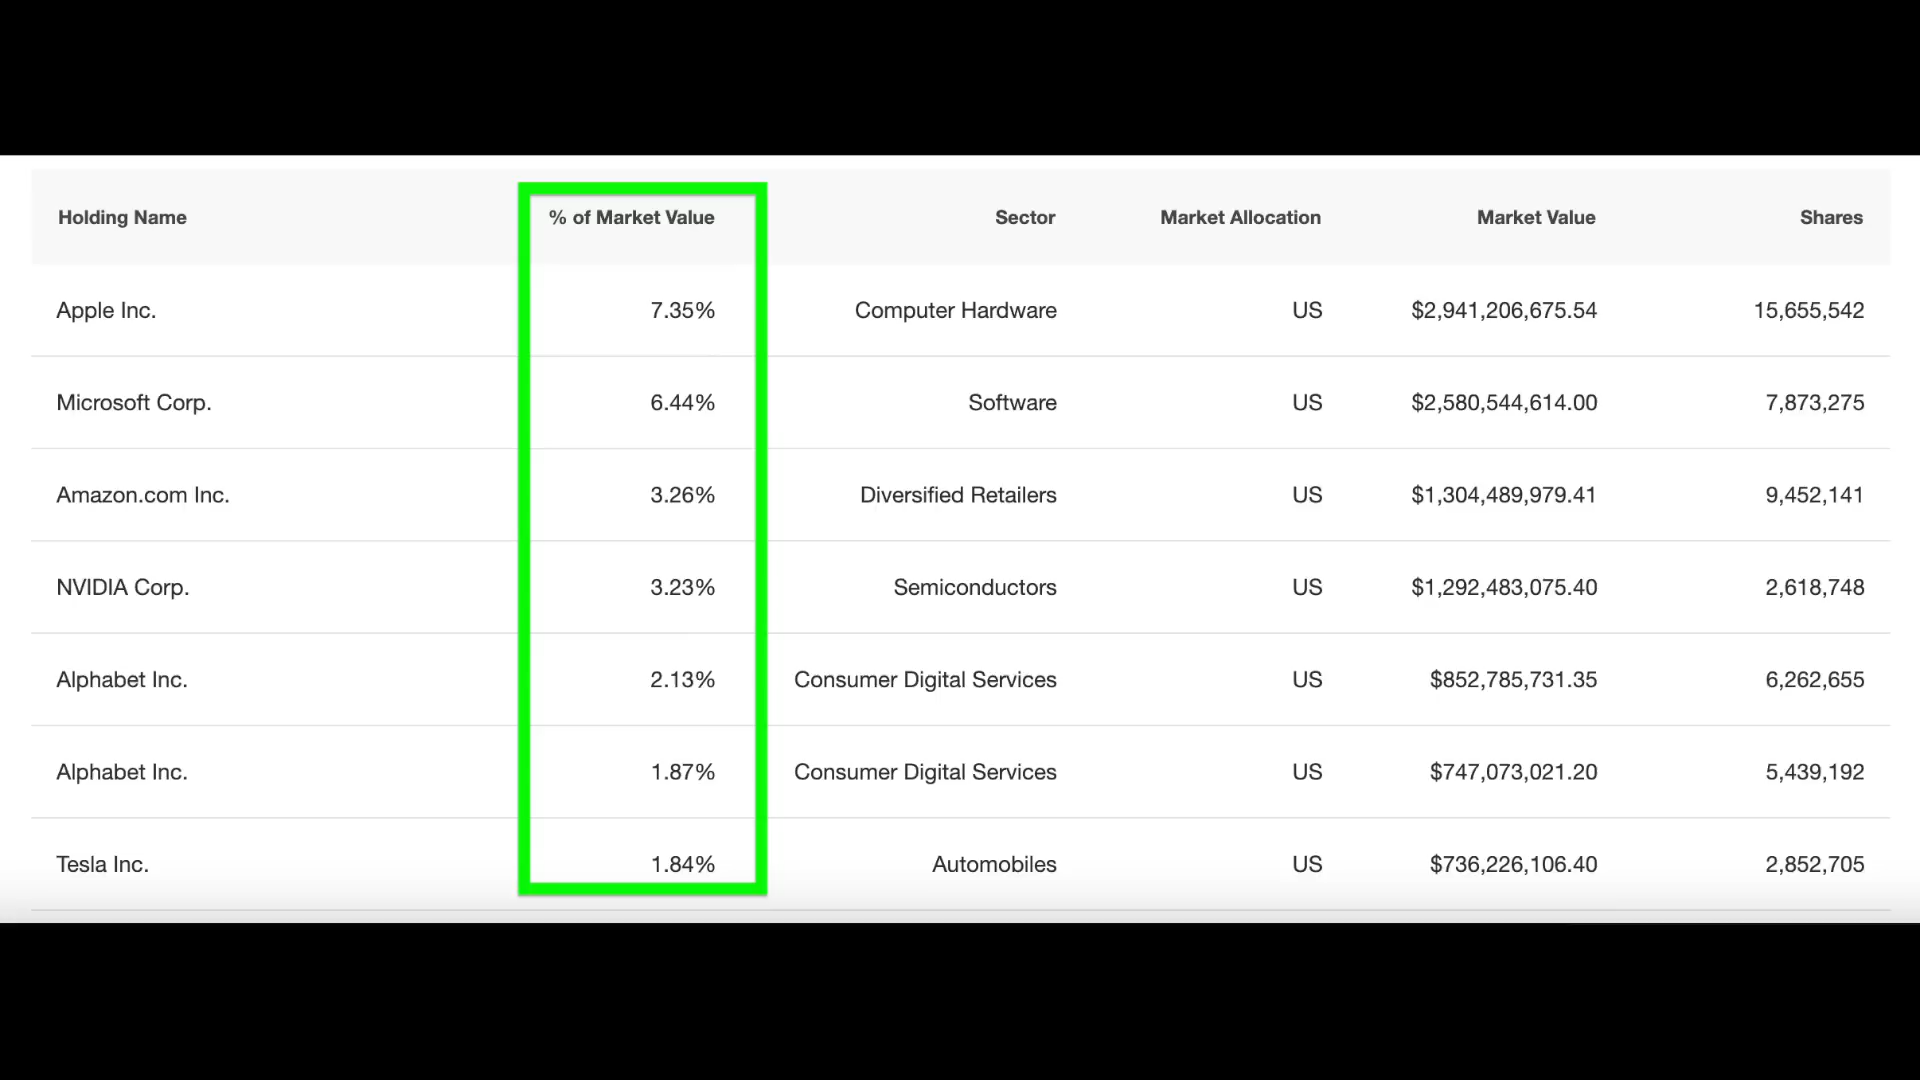 Holding Name % of Market Value Sector Market Allocation Market Value Shares
Apple Inc. 7.35% Computer Hardware US $2,941,206,675.54 15,655,542
Microsoft Corp. 6.44% Software US $2,580,544,614.00 7,873,275
Amazon.com Inc. 3.26% Diversified Retailers US $1,304,489,979.41 9,452,141
NVIDIA Corp. 3.23% Semiconductors US $1,292,483,075.40 2,618,748
Alphabet Inc. 2.13% Consumer Digital Services US $852,785,731.35 6,262,655
Alphabet Inc. 1.87% Consumer Digital Services US $747,073,021.20 5,439,192
Tesla Inc. 1.84% Automobiles US $736,226,106.40 2,852,705